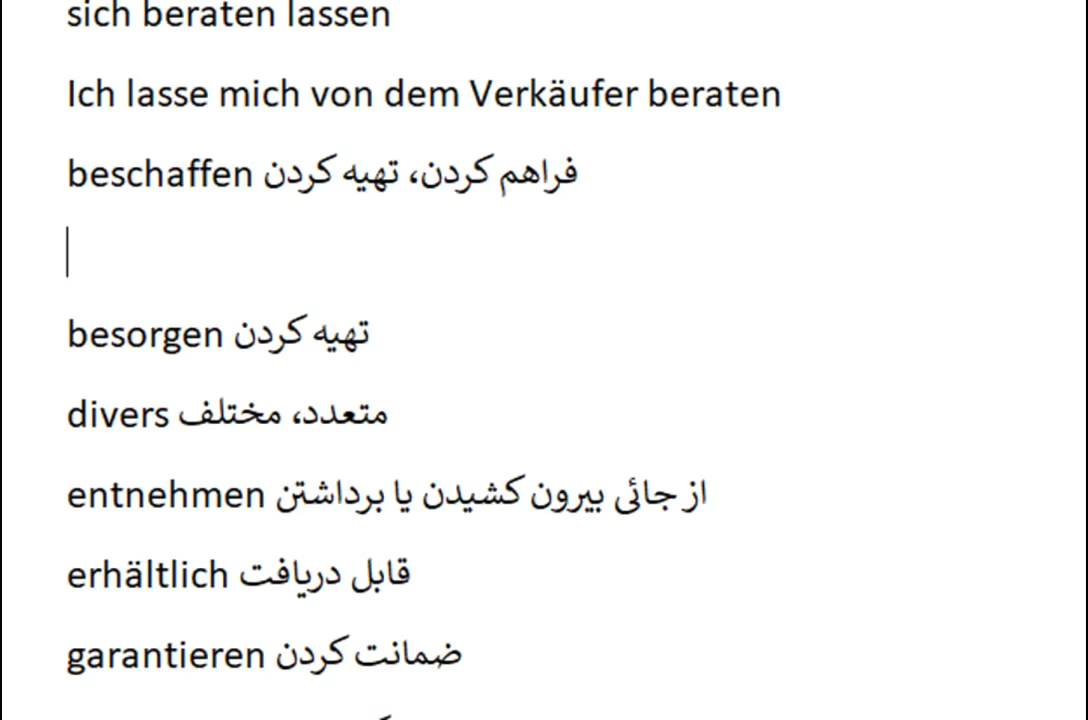 sich beraten lassen
Ich lasse mich von dem Verkäufer beraten
beschaffen فراهم کردن، تهیه کردن
besorgen تهیه کردن
divers متعدد، مختلف
entnehmen از جائی بیرون کشیدن یا برداشتن
erhältlich قابل دریافت
garantieren ضمانت کردن